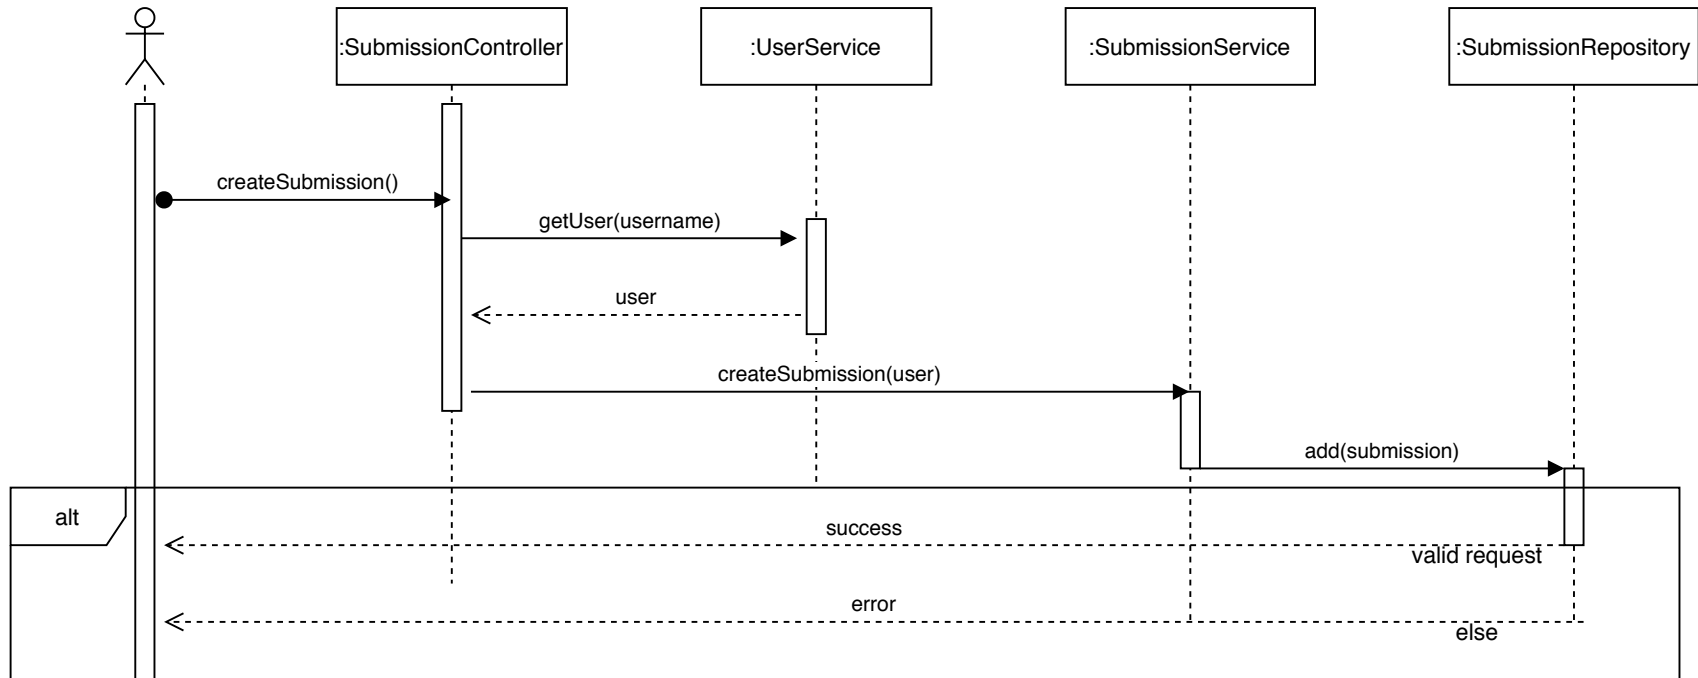 :SubmissionController
:UserService
:SubmissionService
:SubmissionRepository
createSubmission()
getUser(username)
user
createSubmission(user)
add(submission)
alt
success
valid request
error
else